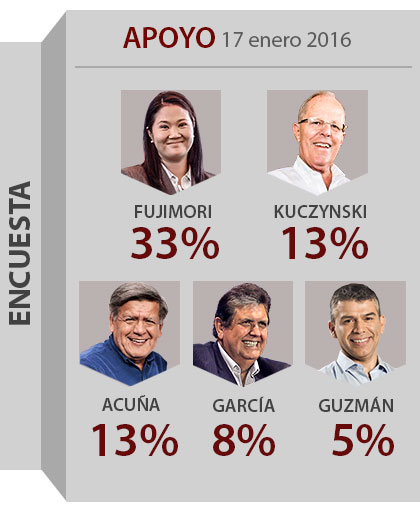 APOYO 17 enero 2016
ENCUESTA
FUJIMORI
33%
KUCZYNSKI
13%
ACUÑA
13%
GARCÍA
8%
GUZMÁN
5%